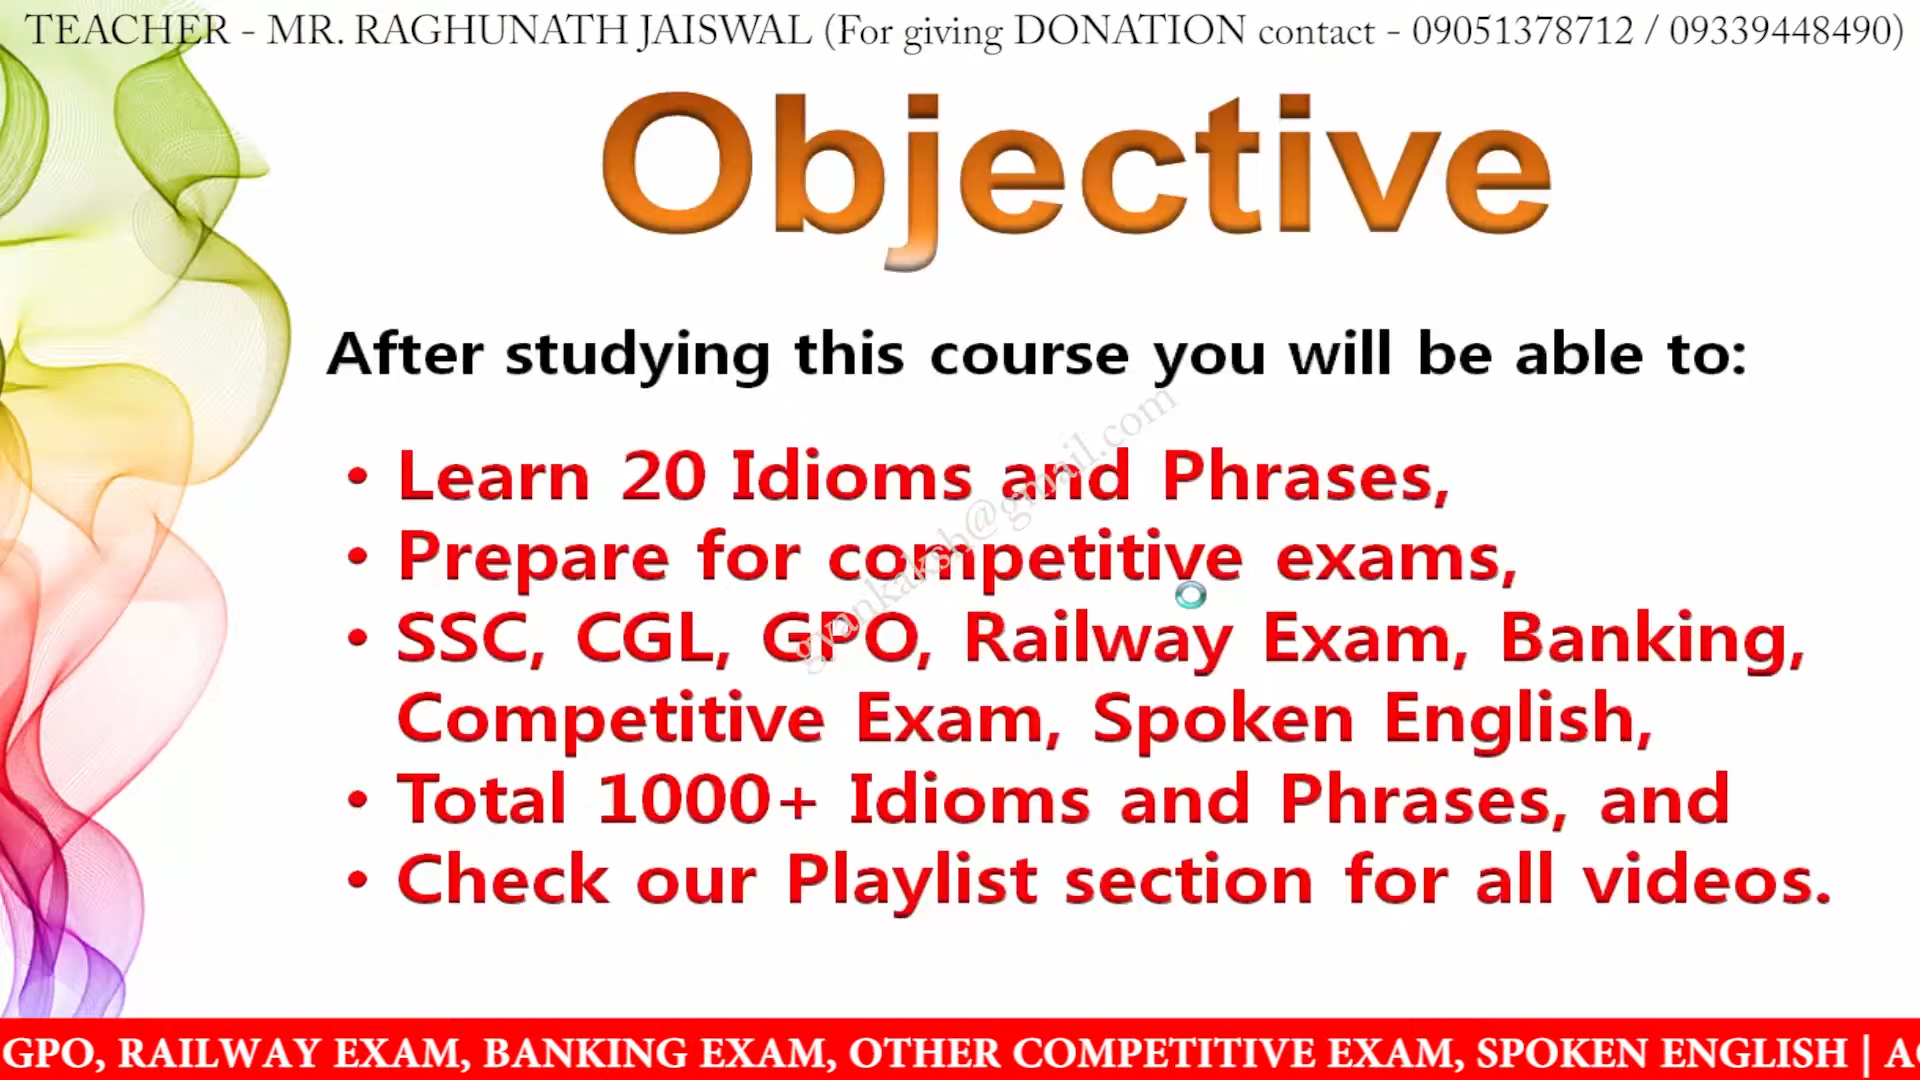 TEACHER - MR. RAGHUNATH JAISWAL (For giving DONATION contact - 09051378712 / 09339448490)
Objective
After studying this course you will be able to:
• Learn 20 Idioms and Phrases,
• Prepare for competitive exams,
• SSC, CGL, GPO, Railway Exam, Banking,
Competitive Exam, Spoken English,
• Total 1000+ Idioms and Phrases, and
• Check our Playlist section for all videos.
gyankaksh@gmail.com
GPO, RAILWAY EXAM, BANKING EXAM, OTHER COMPETITIVE EXAM, SPOKEN ENGLISH |